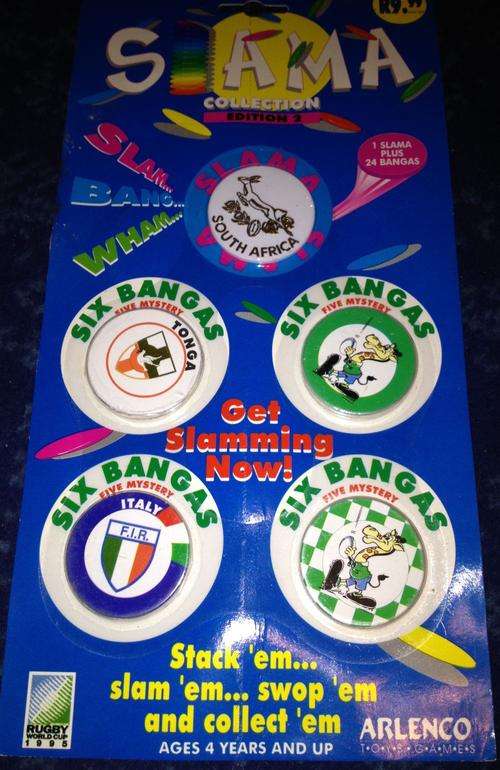 R9.99
SLAMA
COLLECTION
EDITION 2
SLAM...
BANG...
WHAM...
1 SLAMA
PLUS
24 BANGAS
SLAMA
SOUTH AFRICA
SLAMA
SIX BANGAS
FIVE MYSTERY
TONGA
SIX BANGAS
FIVE MYSTERY
Get
Slamming
Now!
SIX BANGAS
FIVE MYSTERY
ITALY
F.I.R.
SIX BANGAS
FIVE MYSTERY
Stack 'em...
slam 'em... swop 'em
and collect 'em
AGES 4 YEARS AND UP
RUGBY
WORLD CUP
1995
ARLENCO
TOYS GAMES